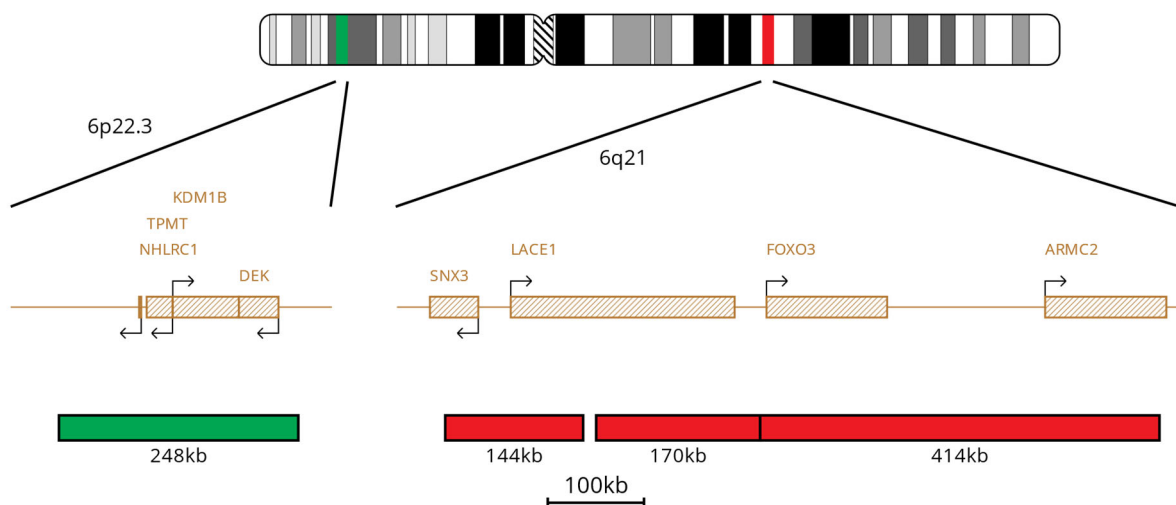 6p22.3
6q21
KDM1B
TPMT
NHLRC1
DEK
SNX3
LACE1
FOXO3
ARMC2
248kb
144kb
170kb
414kb
100kb